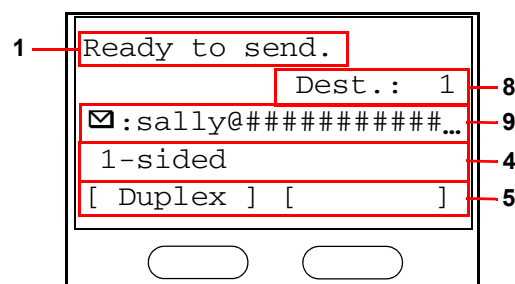 1 Ready to send.
Dest.: 1 8
✉:sally@###########… 9
1-sided 4
[ Duplex ] [ ] 5